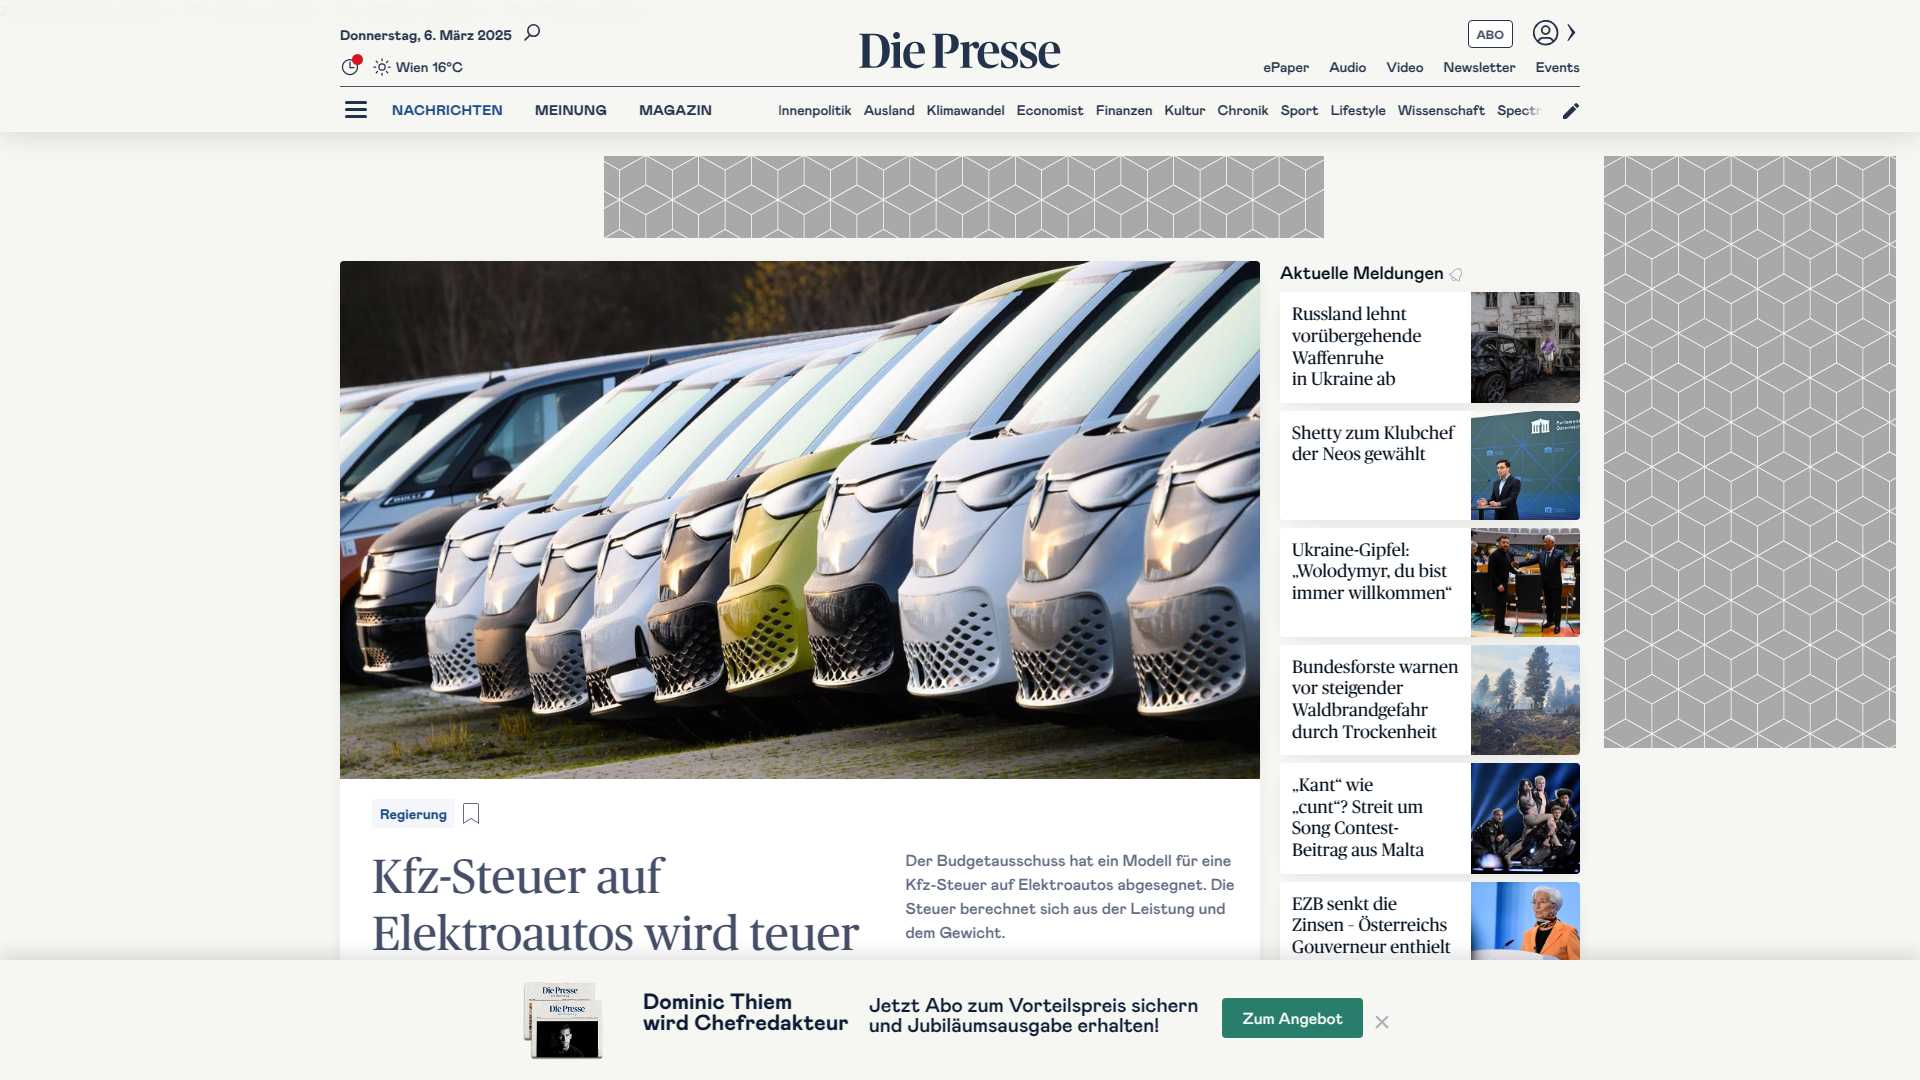 Donnerstag, 6. März 2025
Die Presse
ABO
Wien 16°C
ePaper Audio Video Newsletter Events
NACHRICHTEN MEINUNG MAGAZIN
Innenpolitik Ausland Klimawandel Economist Finanzen Kultur Chronik Sport Lifestyle Wissenschaft Spectr
Regierung
Kfz-Steuer auf
Elektroautos wird teuer
Der Budgetausschuss hat ein Modell für eine
Kfz-Steuer auf Elektroautos abgesegnet. Die
Steuer berechnet sich aus der Leistung und
dem Gewicht.
Aktuelle Meldungen
Russland lehnt
vorübergehende
Waffenruhe
in Ukraine ab
Shetty zum Klubchef
der Neos gewählt
Ukraine-Gipfel:
„Wolodymyr, du bist
immer willkommen“
Bundesforste warnen
vor steigender
Waldbrandgefahr
durch Trockenheit
„Kant“ wie
„cunt“? Streit um
Song Contest-
Beitrag aus Malta
EZB senkt die
Zinsen – Österreichs
Gouverneur enthielt
Die Presse
Die Presse
Dominic Thiem
wird Chefredakteur
Jetzt Abo zum Vorteilspreis sichern
und Jubiläumsausgabe erhalten!
Zum Angebot